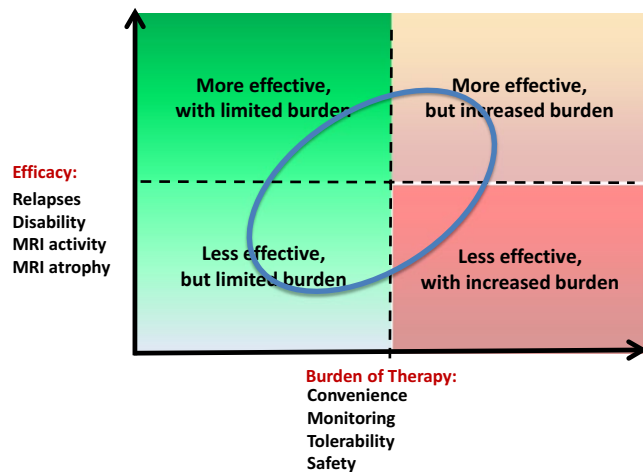 More effective,
with limited burden
More effective,
but increased burden
Efficacy:
Relapses
Disability
MRI activity
MRI atrophy
Less effective,
but limited burden
Less effective,
with increased burden
Burden of Therapy:
Convenience
Monitoring
Tolerability
Safety